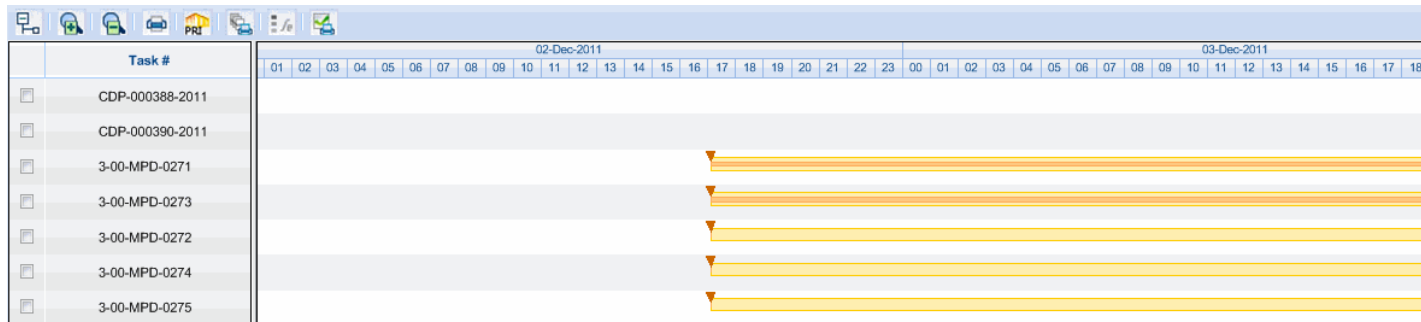 PRI fe
02-Dec-2011 03-Dec-2011
Task #
01 02 03 04 05 06 07 08 09 10 11 12 13 14 15 16 17 18 19 20 21 22 23 00 01 02 03 04 05 06 07 08 09 10 11 12 13 14 15 16 17 18
CDP-000388-2011
CDP-000390-2011
3-00-MPD-0271
3-00-MPD-0273
3-00-MPD-0272
3-00-MPD-0274
3-00-MPD-0275